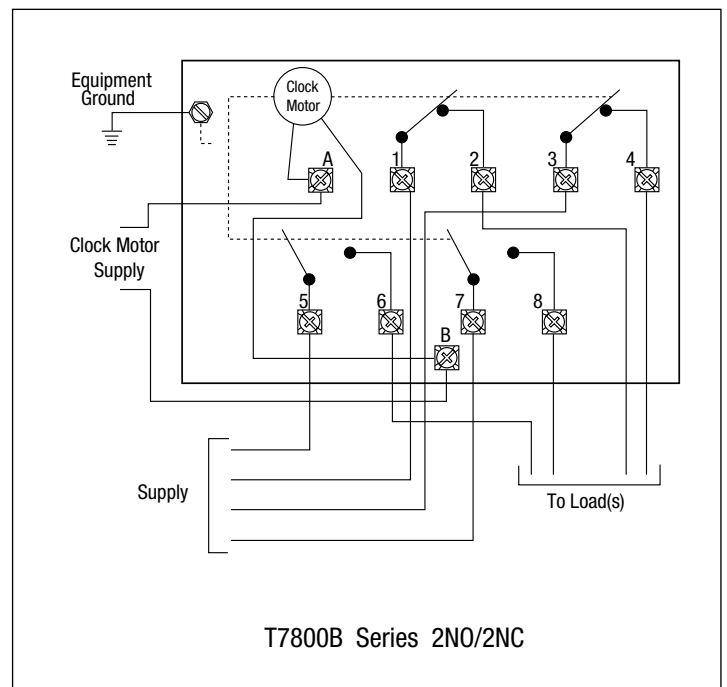 Equipment
Ground
Clock
Motor
A
1
2
3
4
Clock Motor
Supply
5
6
7
8
B
Supply
To Load(s)
T7800B Series 2NO/2NC